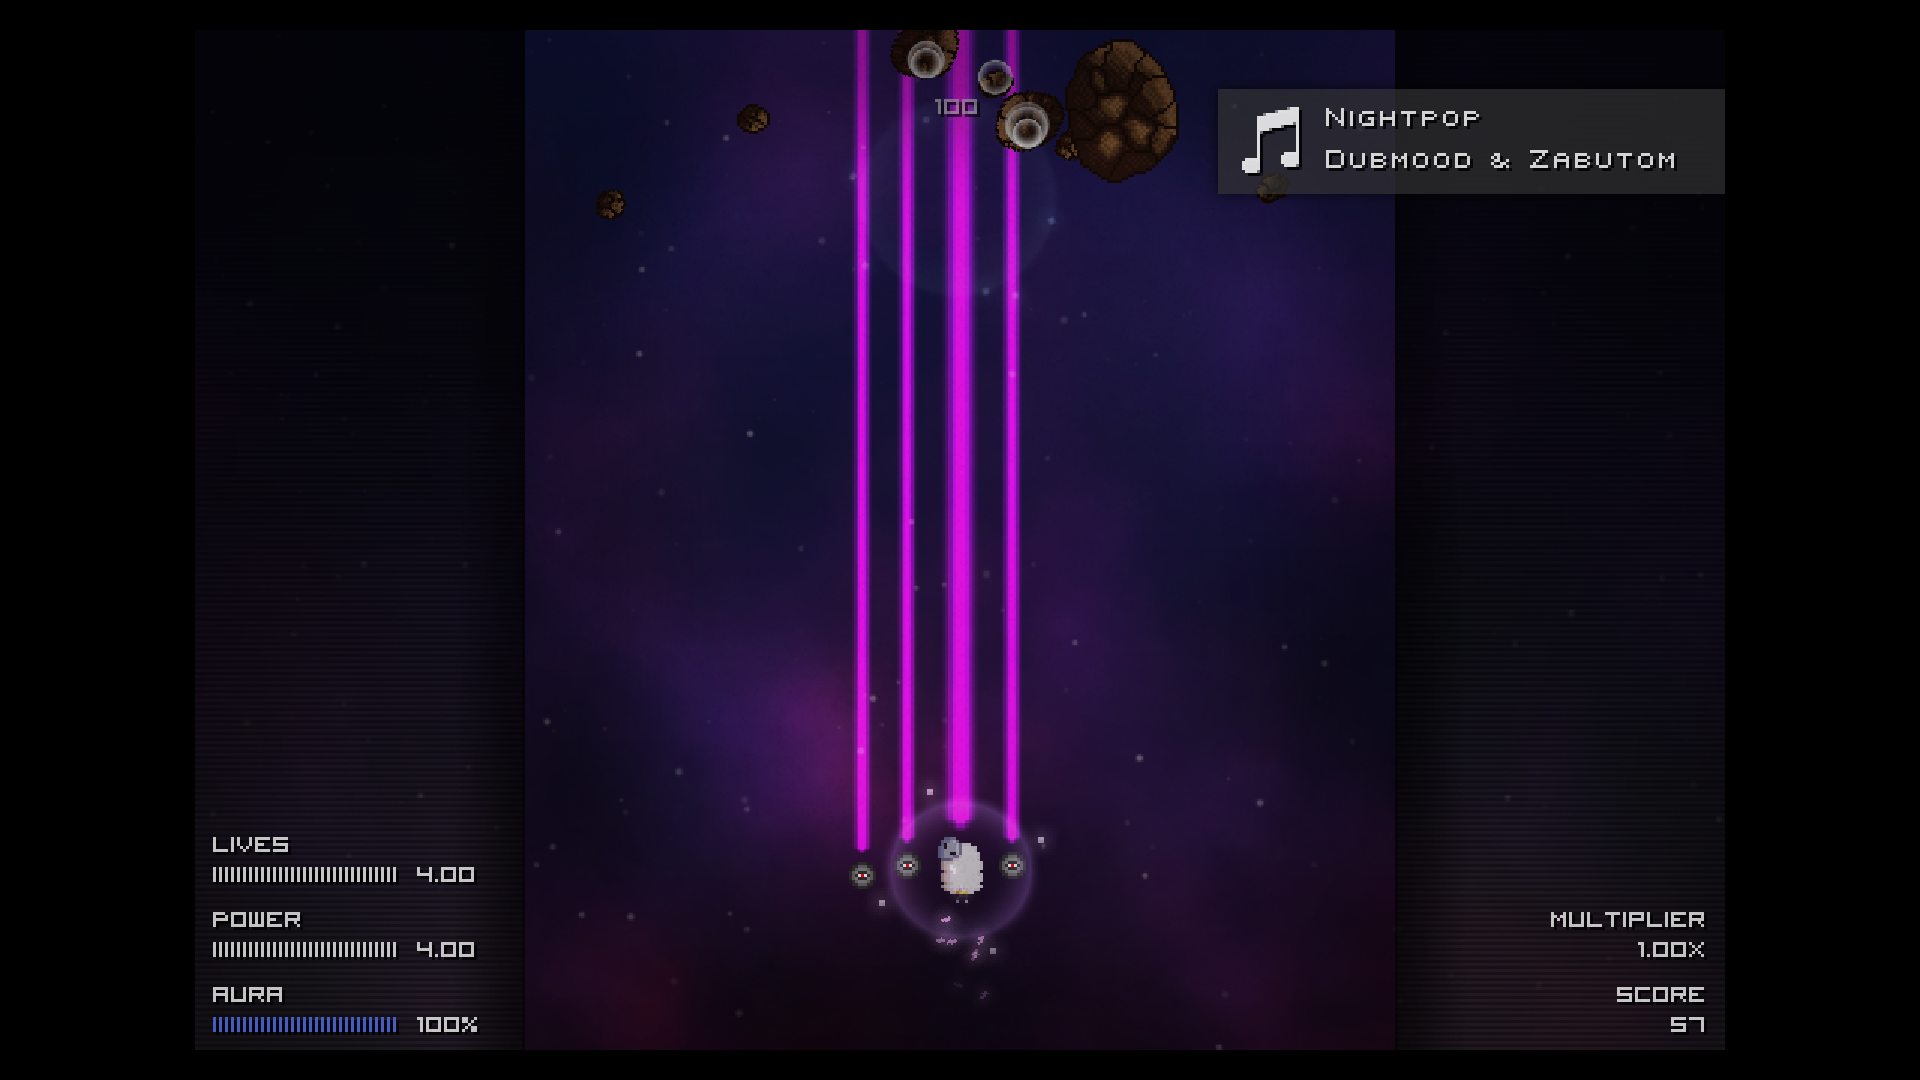 100
Nightpop
Dubmood & Zabutom
LIVES
4.00
POWER
4.00
AURA
100%
MULTIPLIER
1.00X
SCORE
57